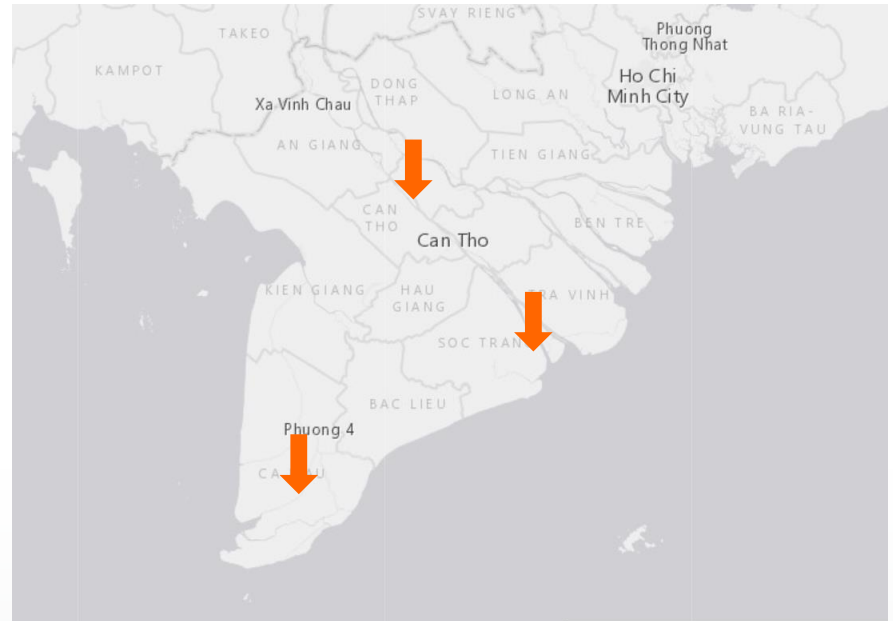 SVAY RIENG
TAKEO
Phuong
Thong Nhat
KAMPOT
Ho Chi
Minh City
DONG
THAP
LONG AN
Xa Vinh Chau
BA RIA-
VUNG TAU
AN GIANG
TIEN GIANG
CAN
THO
BEN TRE
Can Tho
KIEN GIANG
HAU
GIANG
TRA VINH
SOC TRAN
BAC LIEU
Phuong 4
CA MAU